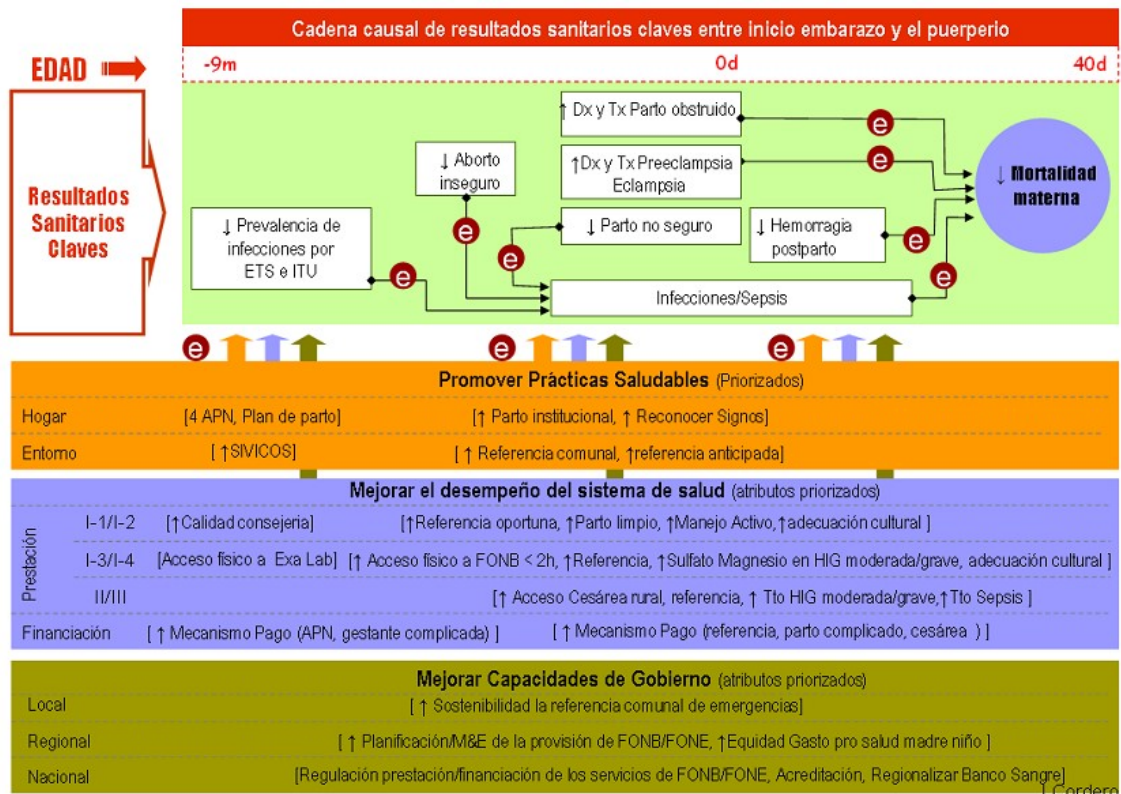 Cadena causal de resultados sanitarios claves entre inicio embarazo y el puerperio
EDAD
-9m 0d 40d
Resultados
Sanitarios
Claves
↑ Dx y Tx Parto obstruido
e
↓ Aborto
inseguro
↑Dx y Tx Preeclampsia
Eclampsia
e
↓ Mortalidad
materna
↓ Prevalencia de
infecciones por
ETS e ITU
e
↓ Parto no seguro
e
↓ Hemorragia
postparto
e
e
Infecciones/Sepsis
e
e e e
Promover Prácticas Saludables (Priorizados)
Hogar [4 APN, Plan de parto] [↑ Parto institucional, ↑ Reconocer Signos]
Entorno [ ↑SIVICOS] [ ↑ Referencia comunal, ↑referencia anticipada]
Mejorar el desempeño del sistema de salud (atributos priorizados)
Prestación
I-1/I-2 [↑Calidad consejeria] [↑Referencia oportuna, ↑Parto limpio, ↑Manejo Activo,↑adecuación cultural ]
I-3/I-4 [Acceso físico a Exa Lab] [↑ Acceso físico a FONB < 2h, ↑Referencia, ↑Sulfato Magnesio en HIG moderada/grave, adecuación cultural ]
II/III [↑ Acceso Cesárea rural, referencia, ↑ Tto HIG moderada/grave,↑Tto Sepsis ]
Financiación [ ↑ Mecanismo Pago (APN, gestante complicada) ] [ ↑ Mecanismo Pago (referencia, parto complicado, cesárea ) ]
Mejorar Capacidades de Gobierno (atributos priorizados)
Local [ ↑ Sostenibilidad la referencia comunal de emergencias]
Regional [ ↑ Planificación/M&E de la provisión de FONB/FONE, ↑Equidad Gasto pro salud madre niño ]
Nacional [Regulación prestación/financiación de los servicios de FONB/FONE, Acreditación, Regionalizar Banco Sangre]
Cordero